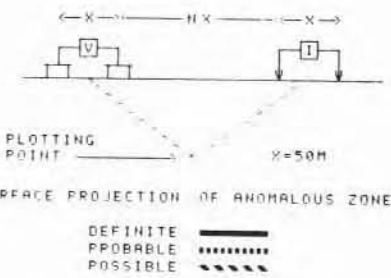 X NX X
V I
PLOTTING
POINT X=50M
RFACE PROJECTION OF ANOMALOUS ZONE
DEFINITE
PROBABLE
POSSIBLE